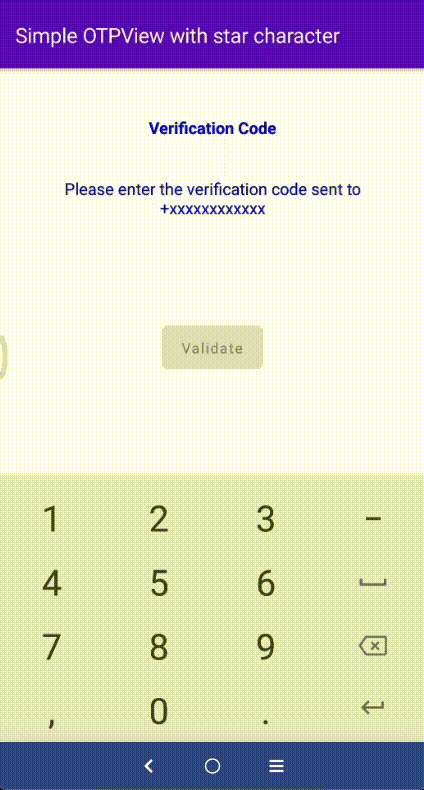 Simple OTPView with star character
Verification Code
Please enter the verification code sent to
+xxxxxxxxxxxx
Validate
1 2 3 –
4 5 6
7 8 9
, 0 .